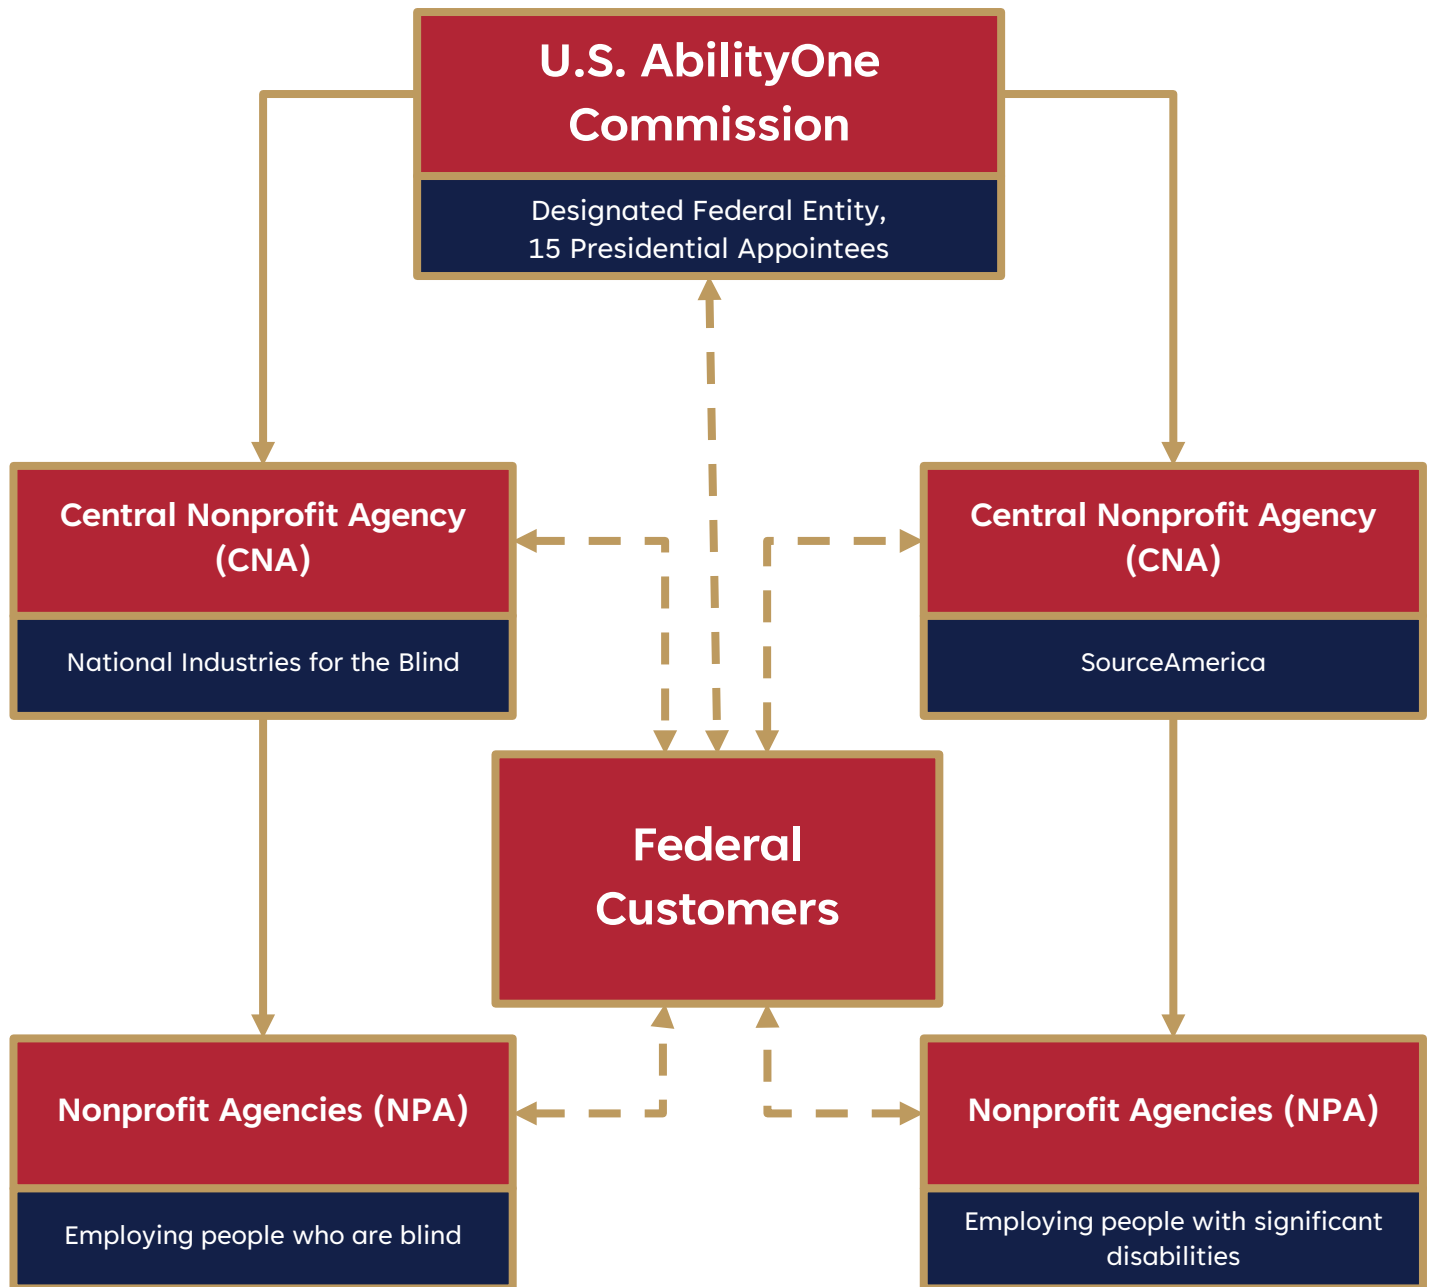 U.S. AbilityOne
Commission
Designated Federal Entity,
15 Presidential Appointees
Central Nonprofit Agency
(CNA)
National Industries for the Blind
Central Nonprofit Agency
(CNA)
SourceAmerica
Federal
Customers
Nonprofit Agencies (NPA)
Employing people who are blind
Nonprofit Agencies (NPA)
Employing people with significant
disabilities